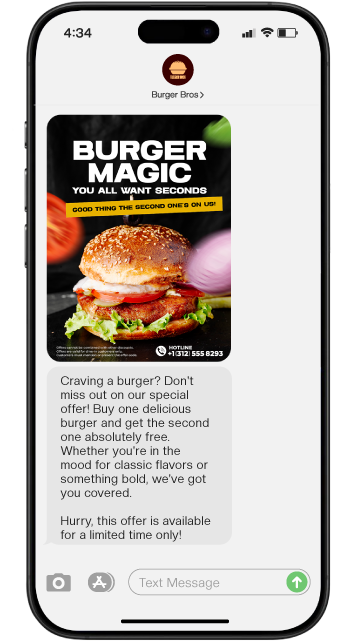 4:34
Burger Bros
BURGER
MAGIC
YOU ALL WANT SECONDS
GOOD THING THE SECOND ONE'S ON US!
HOTLINE
+1(312) 555 8293
Craving a burger? Don't
miss out on our special
offer! Buy one delicious
burger and get the second
one absolutely free.
Whether you're in the
mood for classic flavors or
something bold, we've got
you covered.
Hurry, this offer is available
for a limited time only!
Text Message